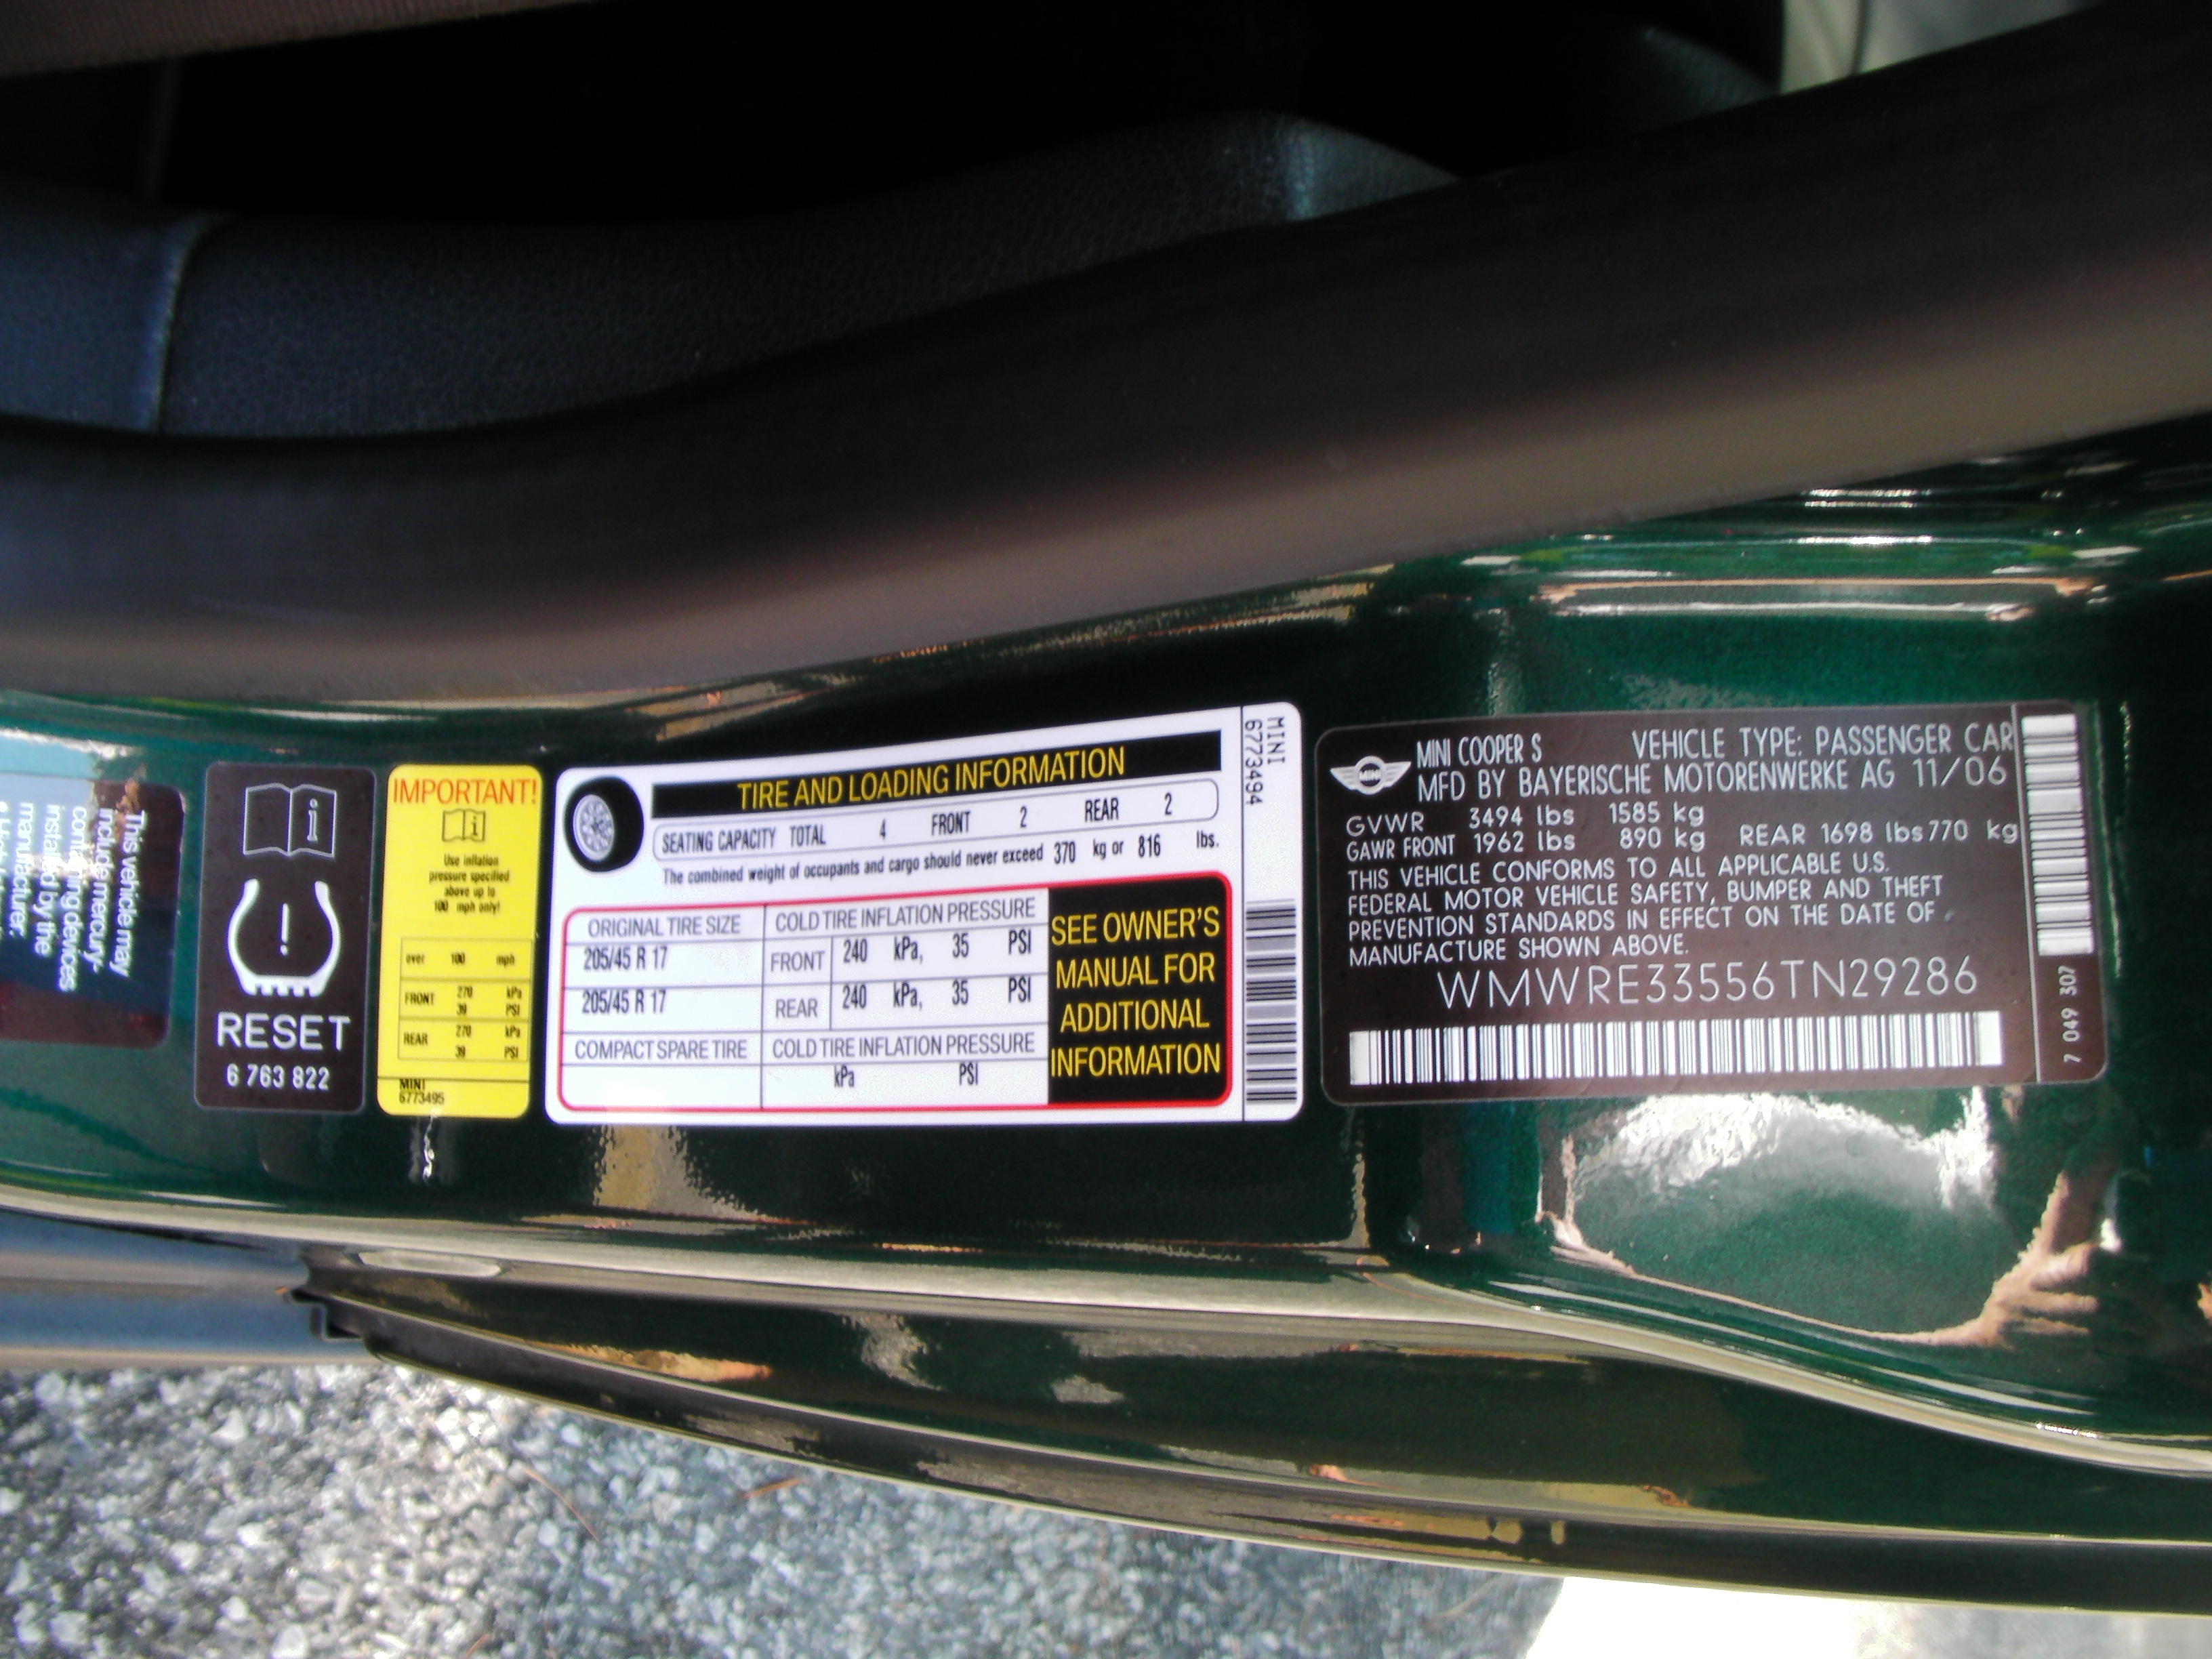 This vehicle may
include mercury-
containing devices
installed by the
manufacturer:
i
!
RESET
6 763 822
IMPORTANT!
i
Use inflation
pressure specified
above up to
100 mph only!
over 100 mph
FRONT 270 kPa
39 PSI
REAR 270 kPa
39 PSI
MINI
6773495
TIRE AND LOADING INFORMATION
SEATING CAPACITY TOTAL 4 FRONT 2 REAR 2
The combined weight of occupants and cargo should never exceed 370 kg or 816 lbs.
ORIGINAL TIRE SIZE COLD TIRE INFLATION PRESSURE
205/45 R 17 FRONT 240 kPa, 35 PSI
205/45 R 17 REAR 240 kPa, 35 PSI
COMPACT SPARE TIRE COLD TIRE INFLATION PRESSURE
kPa PSI
SEE OWNER'S
MANUAL FOR
ADDITIONAL
INFORMATION
MINI
6773494
MINI
MINI COOPER S VEHICLE TYPE: PASSENGER CAR
MFD BY BAYERISCHE MOTORENWERKE AG 11/06
GVWR 3494 lbs 1585 kg
GAWR FRONT 1962 lbs 890 kg REAR 1698 lbs 770 kg
THIS VEHICLE CONFORMS TO ALL APPLICABLE U.S.
FEDERAL MOTOR VEHICLE SAFETY, BUMPER AND THEFT
PREVENTION STANDARDS IN EFFECT ON THE DATE OF
MANUFACTURE SHOWN ABOVE.
WMWRE33556TN29286
7 049 307